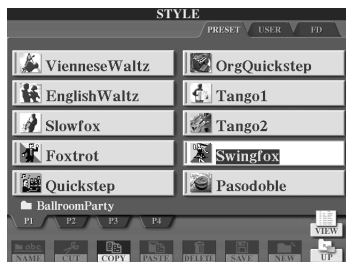 STYLE
PRESET USER FD
VienneseWaltz OrgQuickstep
EnglishWaltz Tango1
Slowfox Tango2
Foxtrot Swingfox
Quickstep Pasodoble
BallroomParty
P1 P2 P3 P4
VIEW
abc
NAME CUT COPY PASTE DELETE SAVE NEW UP